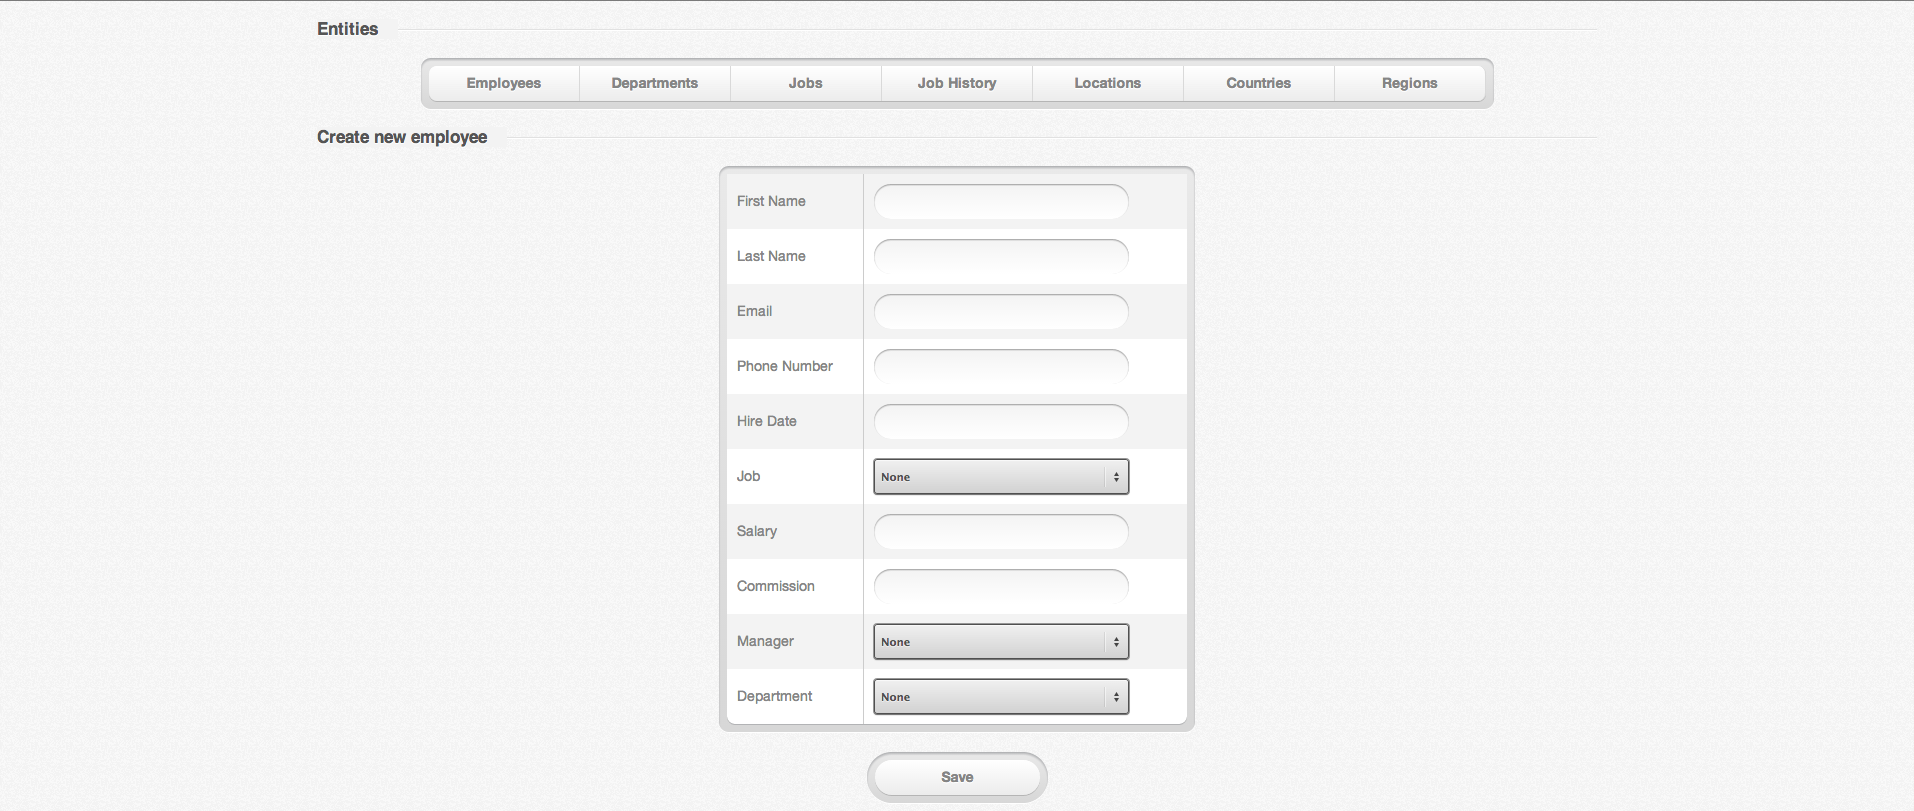 Entities
Employees Departments Jobs Job History Locations Countries Regions
Create new employee
First Name
Last Name
Email
Phone Number
Hire Date
Job None
Salary
Commission
Manager None
Department None
Save